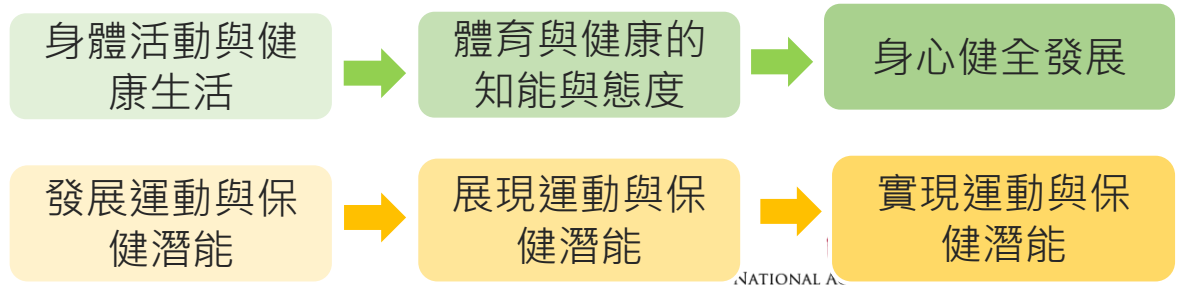 身體活動與健
康生活
體育與健康的
知能與態度
身心健全發展
發展運動與保
健潛能
展現運動與保
健潛能
實現運動與保
健潛能
NATIONAL